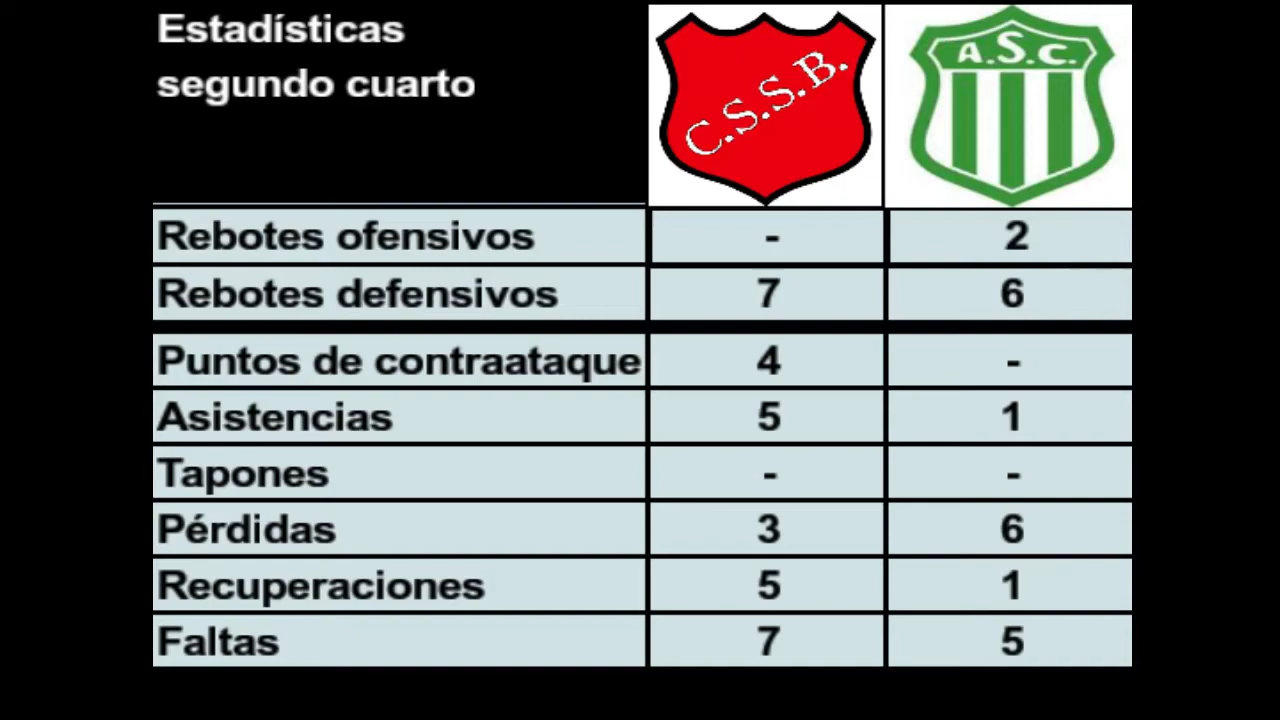 Estadísticas
segundo cuarto
C.S.S.B.
A.S.C.
Rebotes ofensivos - 2
Rebotes defensivos 7 6
Puntos de contraataque 4 -
Asistencias 5 1
Tapones - -
Pérdidas 3 6
Recuperaciones 5 1
Faltas 7 5